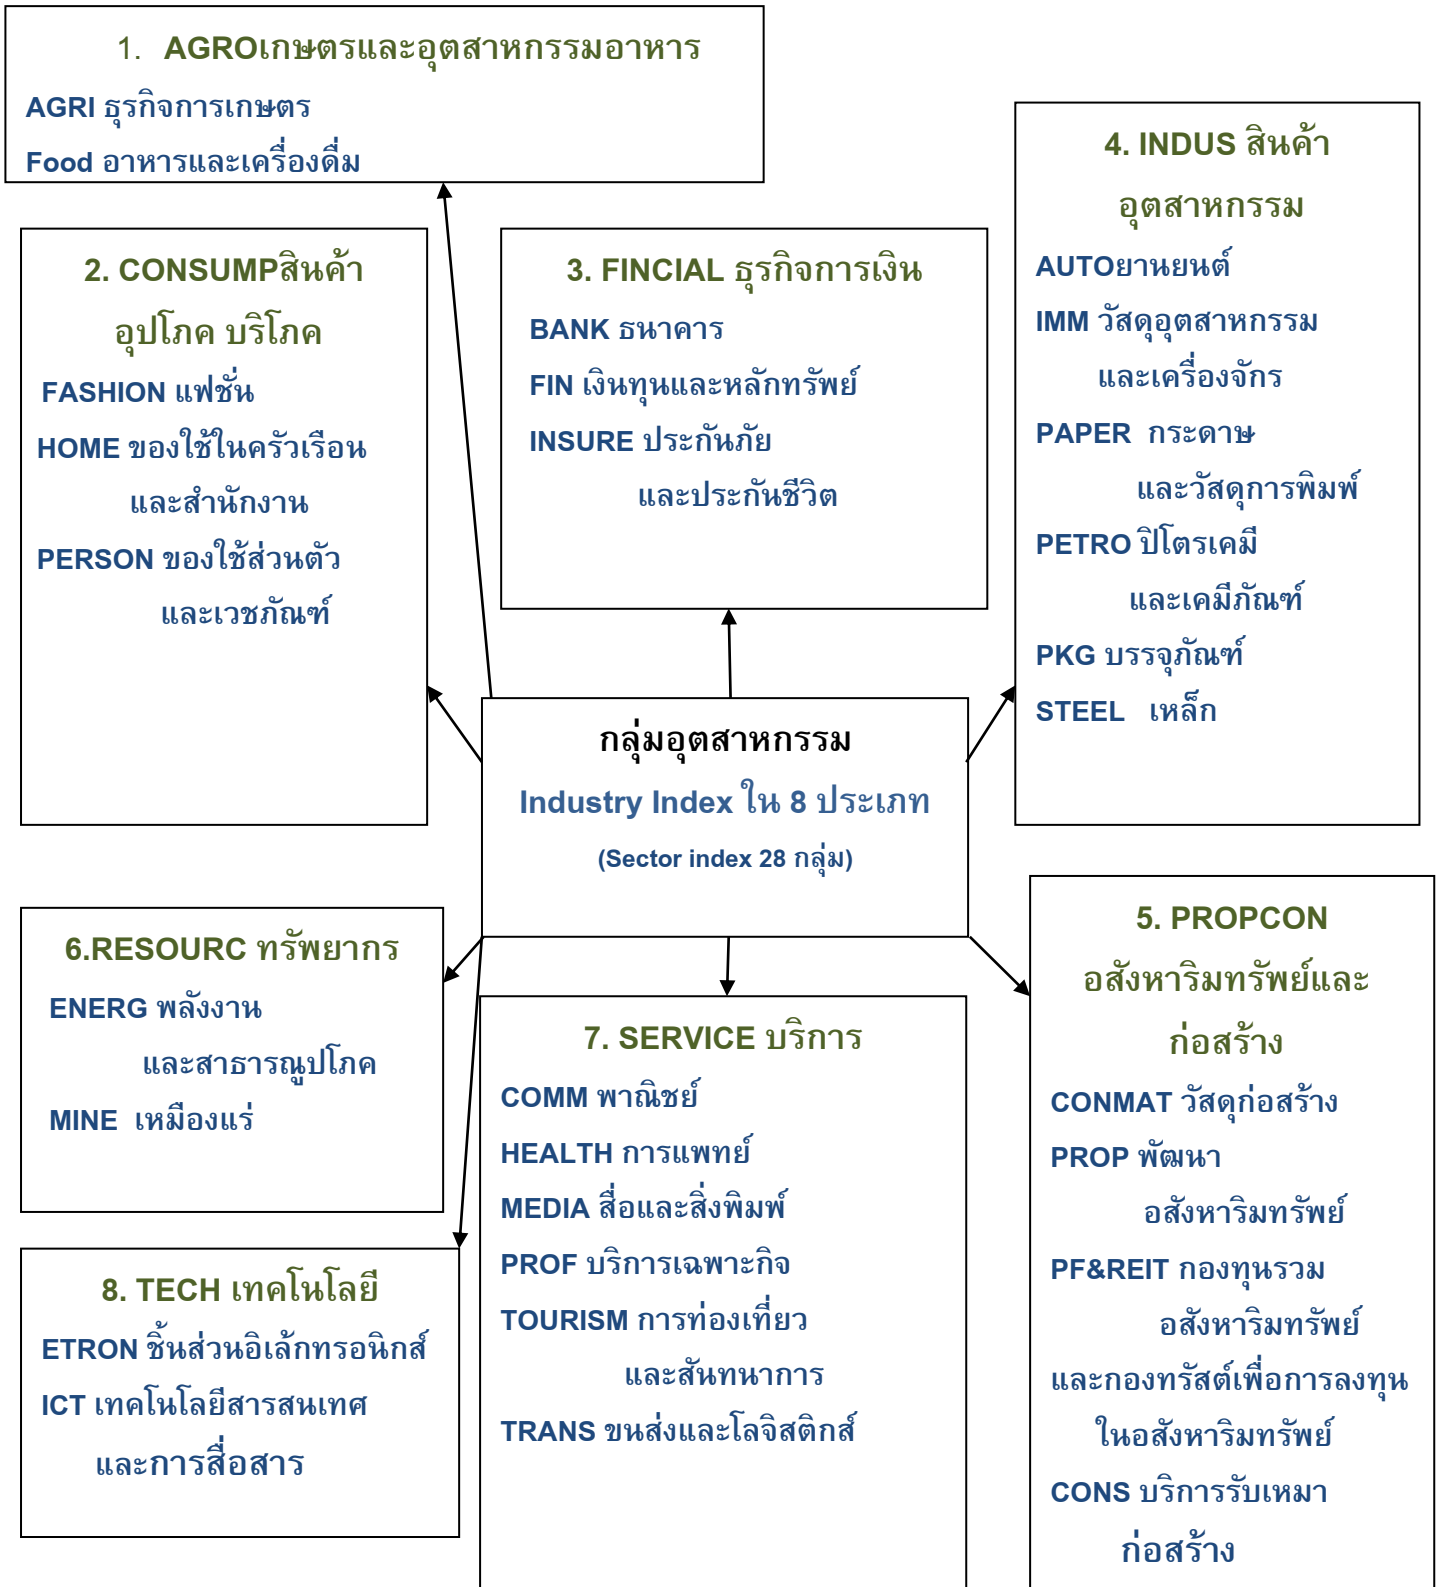 1. AGROเกษตรและอุตสาหกรรมอาหาร
AGRI ธุรกิจการเกษตร
Food อาหารและเครื่องดื่ม
2. CONSUMPสินค้า
อุปโภค บริโภค
FASHION แฟชั่น
HOME ของใช้ในครัวเรือน
และสำนักงาน
PERSON ของใช้ส่วนตัว
และเวชภัณฑ์
3. FINCIAL ธุรกิจการเงิน
BANK ธนาคาร
FIN เงินทุนและหลักทรัพย์
INSURE ประกันภัย
และประกันชีวิต
4. INDUS สินค้า
อุตสาหกรรม
AUTOยานยนต์
IMM วัสดุอุตสาหกรรม
และเครื่องจักร
PAPER กระดาษ
และวัสดุการพิมพ์
PETRO ปิโตรเคมี
และเคมีภัณฑ์
PKG บรรจุภัณฑ์
STEEL เหล็ก
กลุ่มอุตสาหกรรม
Industry Index ใน 8 ประเภท
(Sector index 28 กลุ่ม)
5. PROPCON
อสังหาริมทรัพย์และ
ก่อสร้าง
CONMAT วัสดุก่อสร้าง
PROP พัฒนา
อสังหาริมทรัพย์
PF&REIT กองทุนรวม
อสังหาริมทรัพย์
และกองทรัสต์เพื่อการลงทุน
ในอสังหาริมทรัพย์
CONS บริการรับเหมา
ก่อสร้าง
6.RESOURC ทรัพยากร
ENERG พลังงาน
และสาธารณูปโภค
MINE เหมืองแร่
7. SERVICE บริการ
COMM พาณิชย์
HEALTH การแพทย์
MEDIA สื่อและสิ่งพิมพ์
PROF บริการเฉพาะกิจ
TOURISM การท่องเที่ยว
และสันทนาการ
TRANS ขนส่งและโลจิสติกส์
8. TECH เทคโนโลยี
ETRON ชิ้นส่วนอิเล้กทรอนิกส์
ICT เทคโนโลยีสารสนเทศ
และการสื่อสาร